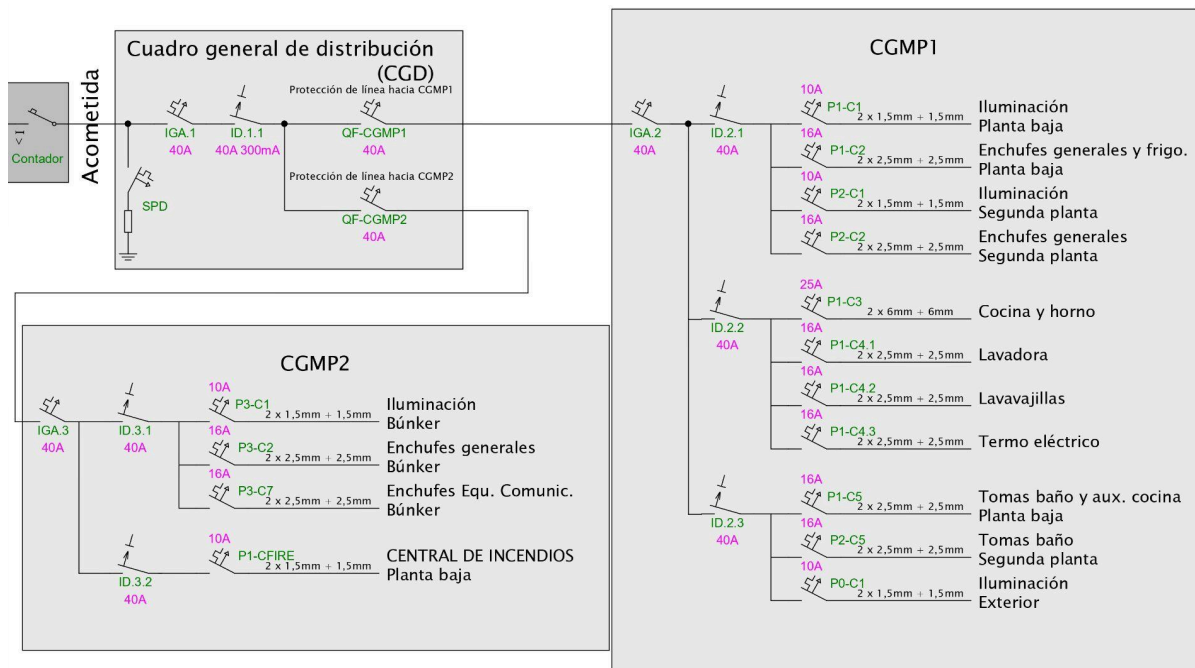 Cuadro general de distribución
(CGD)
Acometida
< I
Contador
Protección de línea hacia CGMP1
IGA.1
40A
ID.1.1
40A 300mA
QF-CGMP1
40A
Protección de línea hacia CGMP2
QF-CGMP2
40A
SPD
CGMP1
IGA.2
40A
ID.2.1
40A
10A
P1-C1
2 x 1,5mm + 1,5mm
Iluminación
Planta baja
16A
P1-C2
2 x 2,5mm + 2,5mm
Enchufes generales y frigo.
Planta baja
10A
P2-C1
2 x 1,5mm + 1,5mm
Iluminación
Segunda planta
16A
P2-C2
2 x 2,5mm + 2,5mm
Enchufes generales
Segunda planta
ID.2.2
40A
25A
P1-C3
2 x 6mm + 6mm
Cocina y horno
16A
P1-C4.1
2 x 2,5mm + 2,5mm
Lavadora
16A
P1-C4.2
2 x 2,5mm + 2,5mm
Lavavajillas
16A
P1-C4.3
2 x 2,5mm + 2,5mm
Termo eléctrico
ID.2.3
40A
16A
P1-C5
2 x 2,5mm + 2,5mm
Tomas baño y aux. cocina
Planta baja
16A
P2-C5
2 x 2,5mm + 2,5mm
Tomas baño
Segunda planta
10A
P0-C1
2 x 1,5mm + 1,5mm
Iluminación
Exterior
CGMP2
IGA.3
40A
ID.3.1
40A
10A
P3-C1
2 x 1,5mm + 1,5mm
Iluminación
Búnker
16A
P3-C2
2 x 2,5mm + 2,5mm
Enchufes generales
Búnker
16A
P3-C7
2 x 2,5mm + 2,5mm
Enchufes Equ. Comunic.
Búnker
ID.3.2
40A
10A
P1-CFIRE
2 x 1,5mm + 1,5mm
CENTRAL DE INCENDIOS
Planta baja